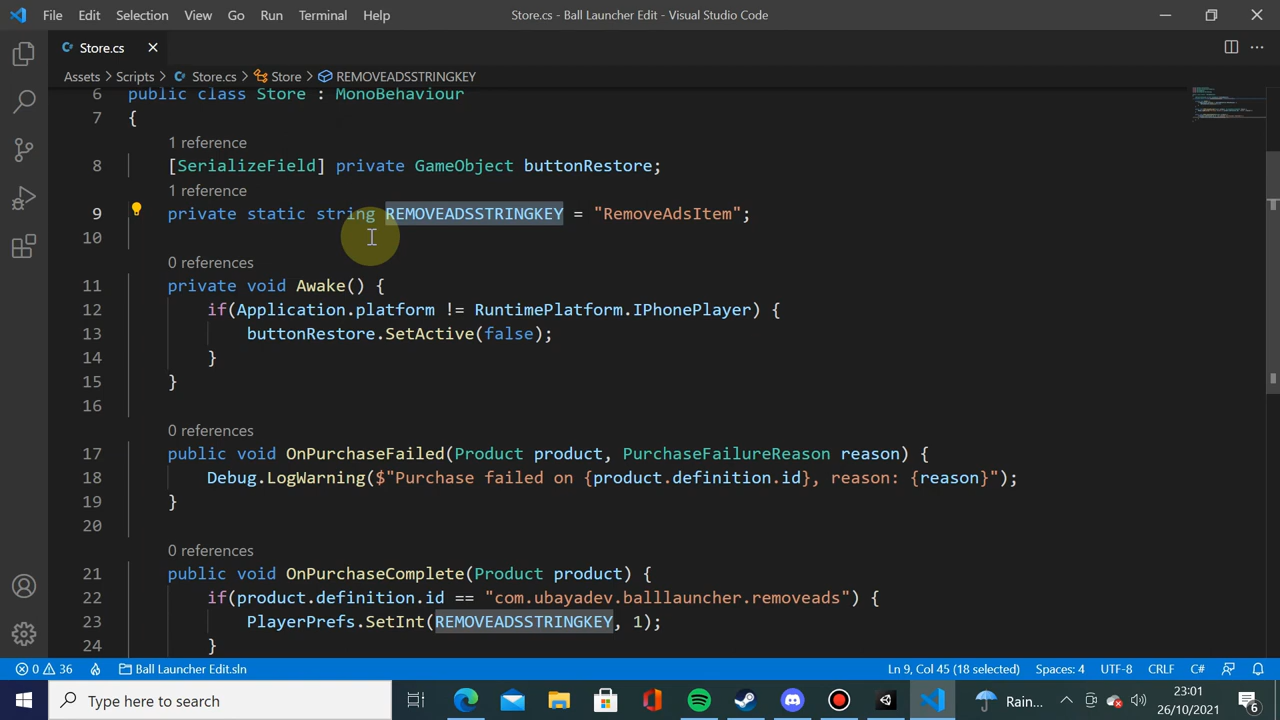 File Edit Selection View Go Run Terminal Help Store.cs - Ball Launcher Edit - Visual Studio Code
Store.cs
Assets > Scripts > Store.cs > Store > REMOVEADSSTRINGKEY
6 public class Store : MonoBehaviour
7 {
1 reference
8 [SerializeField] private GameObject buttonRestore;
1 reference
9 private static string REMOVEADSSTRINGKEY = "RemoveAdsItem";
10
0 references
11 private void Awake() {
12 if(Application.platform != RuntimePlatform.IPhonePlayer) {
13 buttonRestore.SetActive(false);
14 }
15 }
16
0 references
17 public void OnPurchaseFailed(Product product, PurchaseFailureReason reason) {
18 Debug.LogWarning($"Purchase failed on {product.definition.id}, reason: {reason}");
19 }
20
0 references
21 public void OnPurchaseComplete(Product product) {
22 if(product.definition.id == "com.ubayadev.balllauncher.removeads") {
23 PlayerPrefs.SetInt(REMOVEADSSTRINGKEY, 1);
24 }
0 36 Ball Launcher Edit.sln Ln 9, Col 45 (18 selected) Spaces: 4 UTF-8 CRLF C#
Type here to search Rain... 23:01
26/10/2021 6